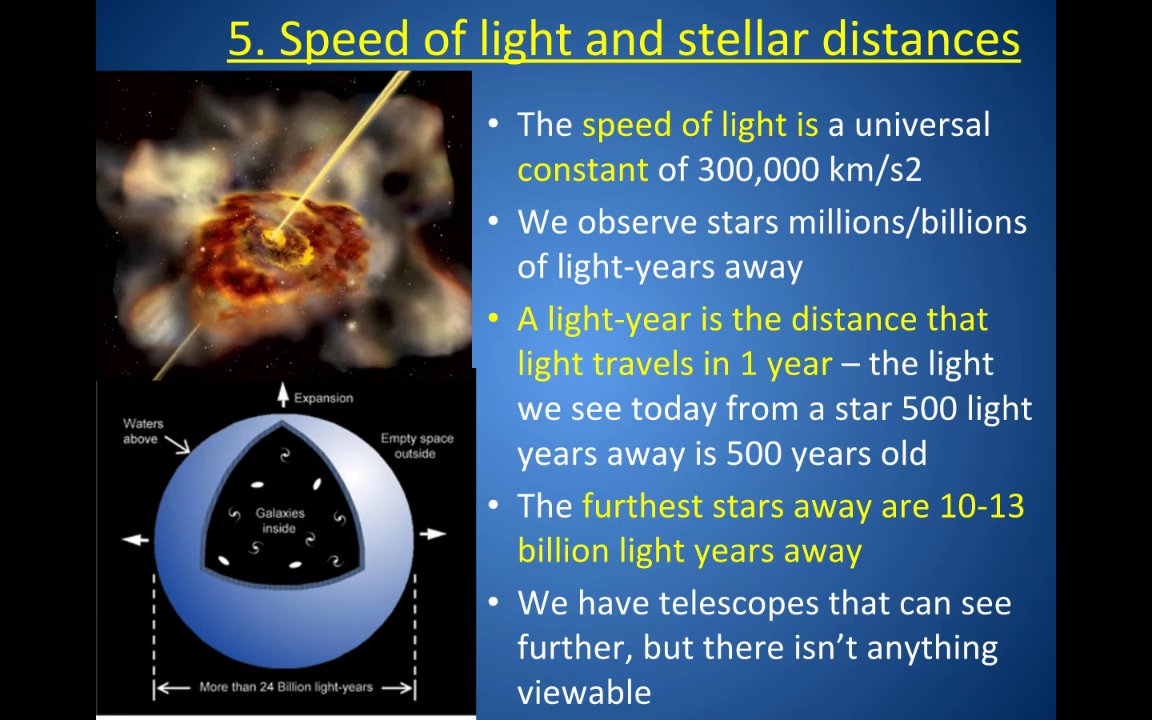 5. Speed of light and stellar distances
• The speed of light is a universal
constant of 300,000 km/s2
• We observe stars millions/billions
of light-years away
• A light-year is the distance that
light travels in 1 year – the light
we see today from a star 500 light
years away is 500 years old
• The furthest stars away are 10-13
billion light years away
• We have telescopes that can see
further, but there isn’t anything
viewable
Expansion
Waters
above
Empty space
outside
Galaxies
inside
More than 24 Billion light-years